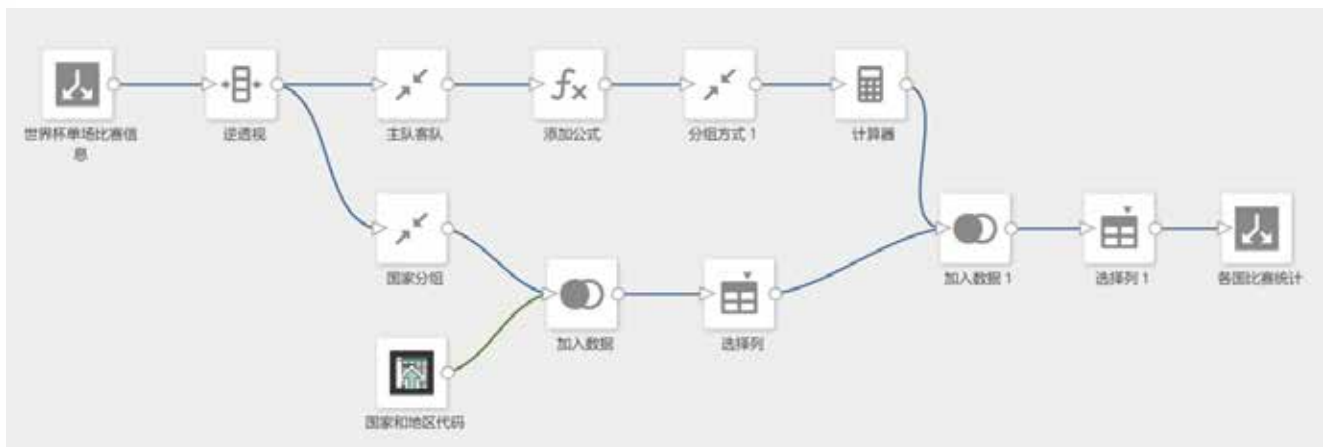 世界杯单场比赛信
息
逆透视
主队客队
fx
添加公式
分组方式 1
计算器
国家分组
加入数据 1
选择列 1
各国比赛统计
加入数据
选择列
国家和地区代码